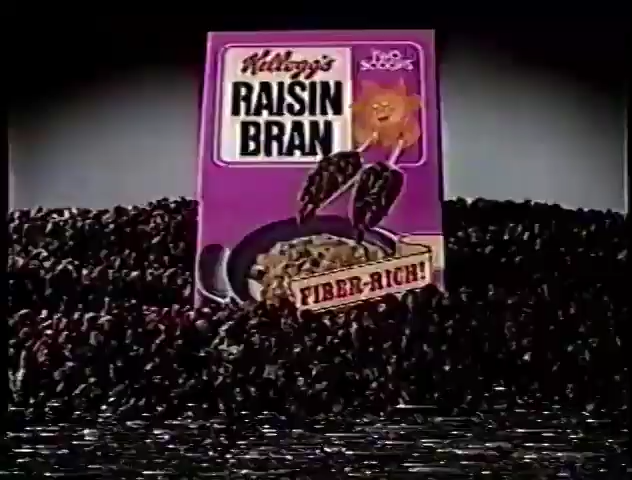 Kellogg's
TWO
SCOOPS
RAISIN
BRAN
FIBER-RICH!